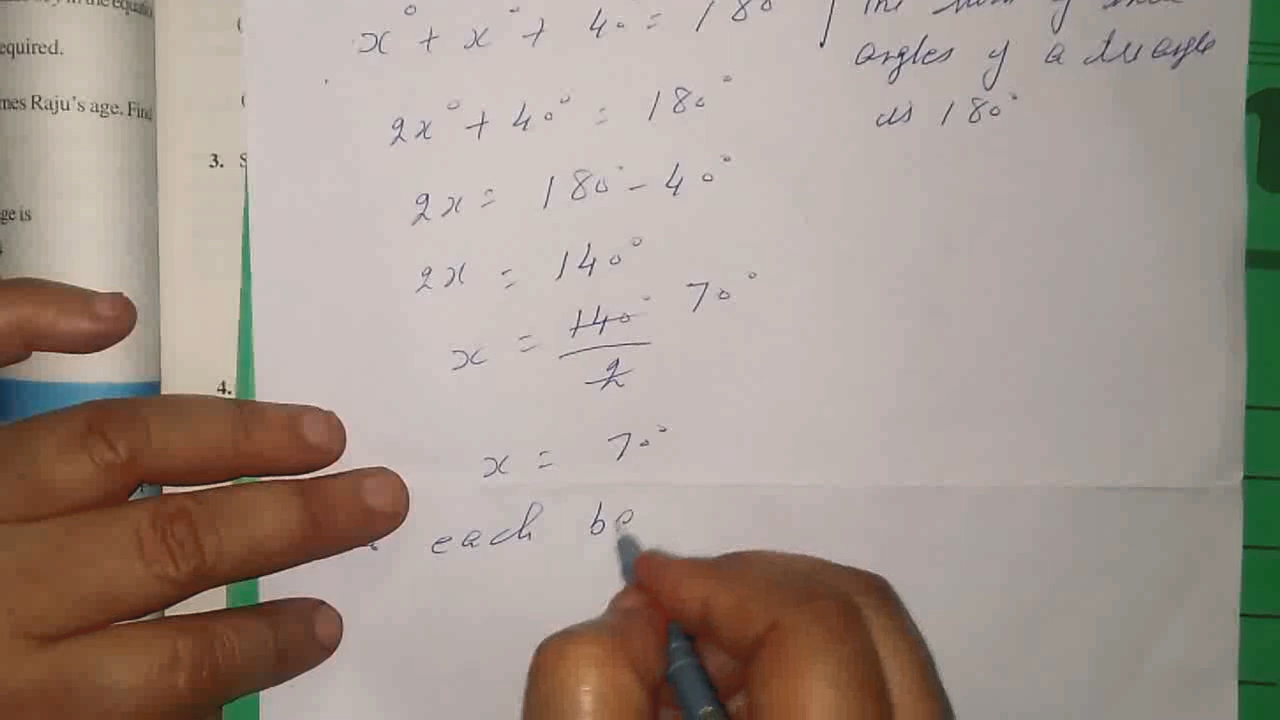 equired.
mes Raju's age. Find
ge is
3. S
4.
x° + x° + 40 = 180
angles of a triangle
is 180°
2x° + 40° = 180°
2x = 180° - 40°
2x = 140°
x = 140°/2 70°
x = 70°
each be